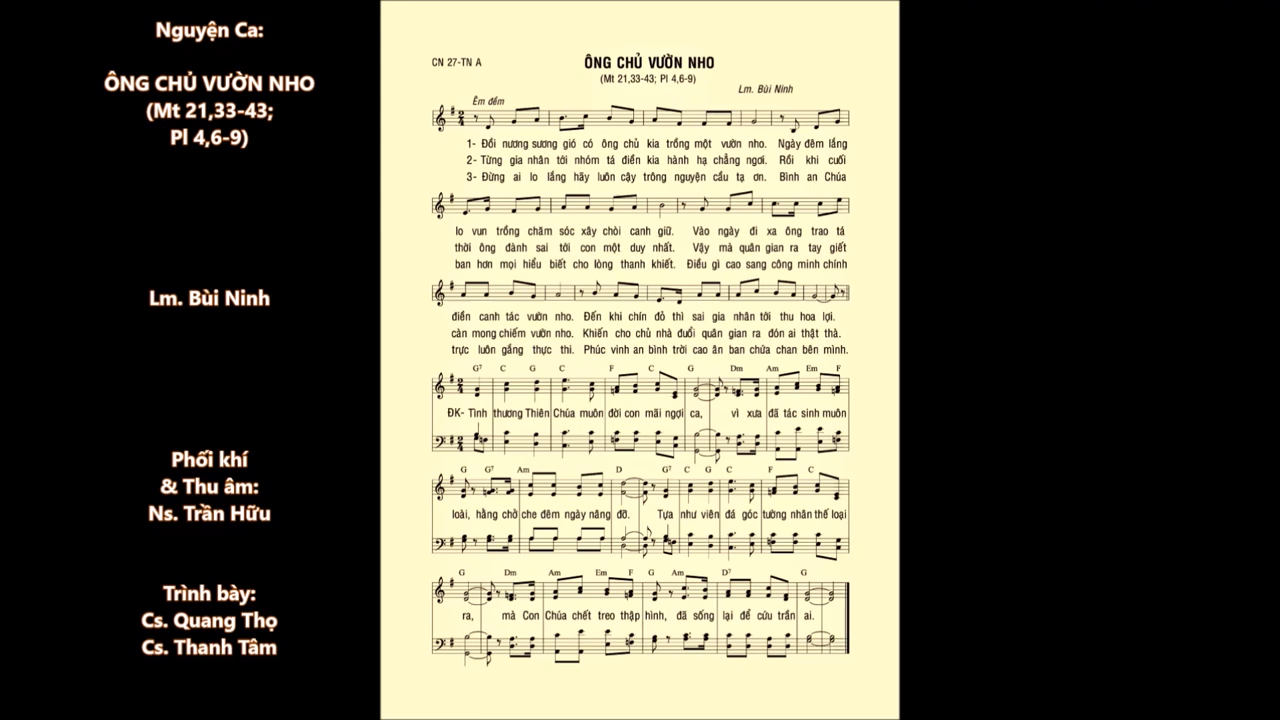 Nguyện Ca:
ÔNG CHỦ VƯỜN NHO
(Mt 21,33-43;
Pl 4,6-9)
Lm. Bùi Ninh
Phối khí
& Thu âm:
Ns. Trần Hữu
Trình bày:
Cs. Quang Thọ
Cs. Thanh Tâm
CN 27-TN A
ÔNG CHỦ VƯỜN NHO
(Mt 21,33-43; Pl 4,6-9)
Lm. Bùi Ninh
Êm đềm
1- Đồi nương sương gió có ông chủ kia trồng một vườn nho. Ngày đêm lắng
2- Từng gia nhân tới nhóm tá điền kia hành hạ chẳng ngơi. Rồi khi cuối
3- Đừng ai lo lắng hãy luôn cậy trông nguyện cầu tạ ơn. Bình an Chúa
lo vun trồng chăm sóc xây chòi canh giữ. Vào ngày đi xa ông trao tá
thời ông đành sai tới con một duy nhất. Vậy mà quân gian ra tay giết
ban hơn mọi hiểu biết cho lòng thanh khiết. Điều gì cao sang công minh chính
điền canh tác vườn nho. Đến khi chín đỏ thì sai gia nhân tới thu hoa lợi.
càn mong chiếm vườn nho. Khiến cho chủ nhà đuổi quân gian ra đón ai thật thà.
trực luôn gắng thực thi. Phúc vinh an bình trời cao ân ban chứa chan bên mình.
G7 C G C F C G Dm Am Em F
ĐK- Tình thương Thiên Chúa muôn đời con mãi ngợi ca, vì xưa đã tác sinh muôn
G G7 Am D G7 C G C F C
loài, hằng chở che đêm ngày nâng đỡ. Tựa như viên đá góc tường nhân thế loại
G Dm Am Em F G Am D7 G
ra, mà Con Chúa chết treo thập hình, đã sống lại để cứu trần ai.